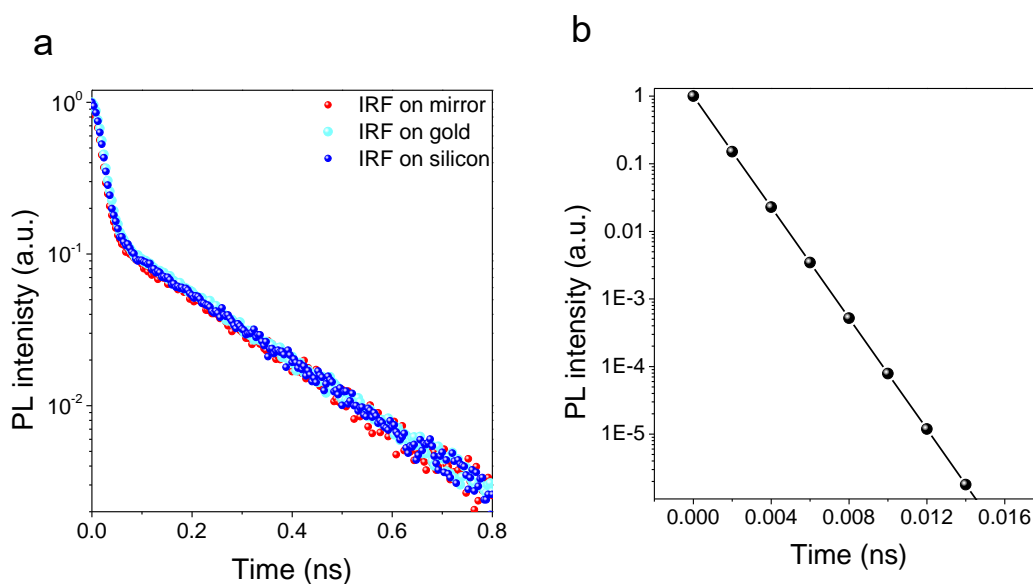 a
PL intenisty (a.u.)
10^0
10^-1
10^-2
IRF on mirror
IRF on gold
IRF on silicon
0.0 0.2 0.4 0.6 0.8
Time (ns)
b
PL intensity (a.u.)
1
0.1
0.01
1E-3
1E-4
1E-5
0.000 0.004 0.008 0.012 0.016
Time (ns)